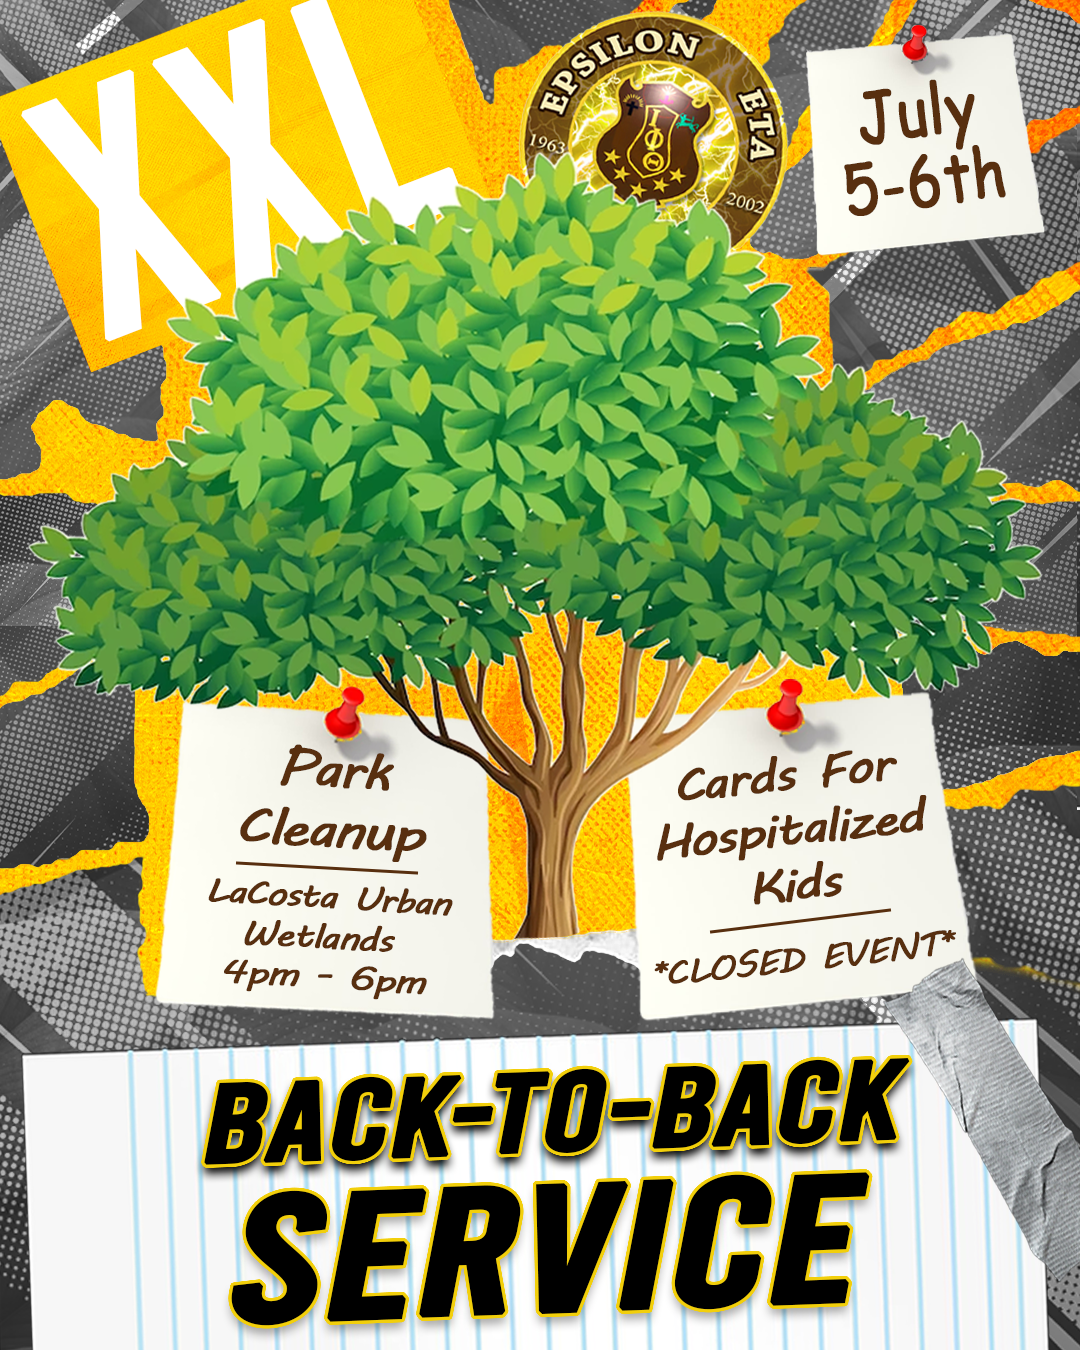 XXL
EPSILON ETA
1963
2002
ΙΦΘ
July
5-6th
Park
Cleanup
LaCosta Urban
Wetlands
4pm - 6pm
Cards For
Hospitalized
Kids
*CLOSED EVENT*
BACK-TO-BACK
SERVICE